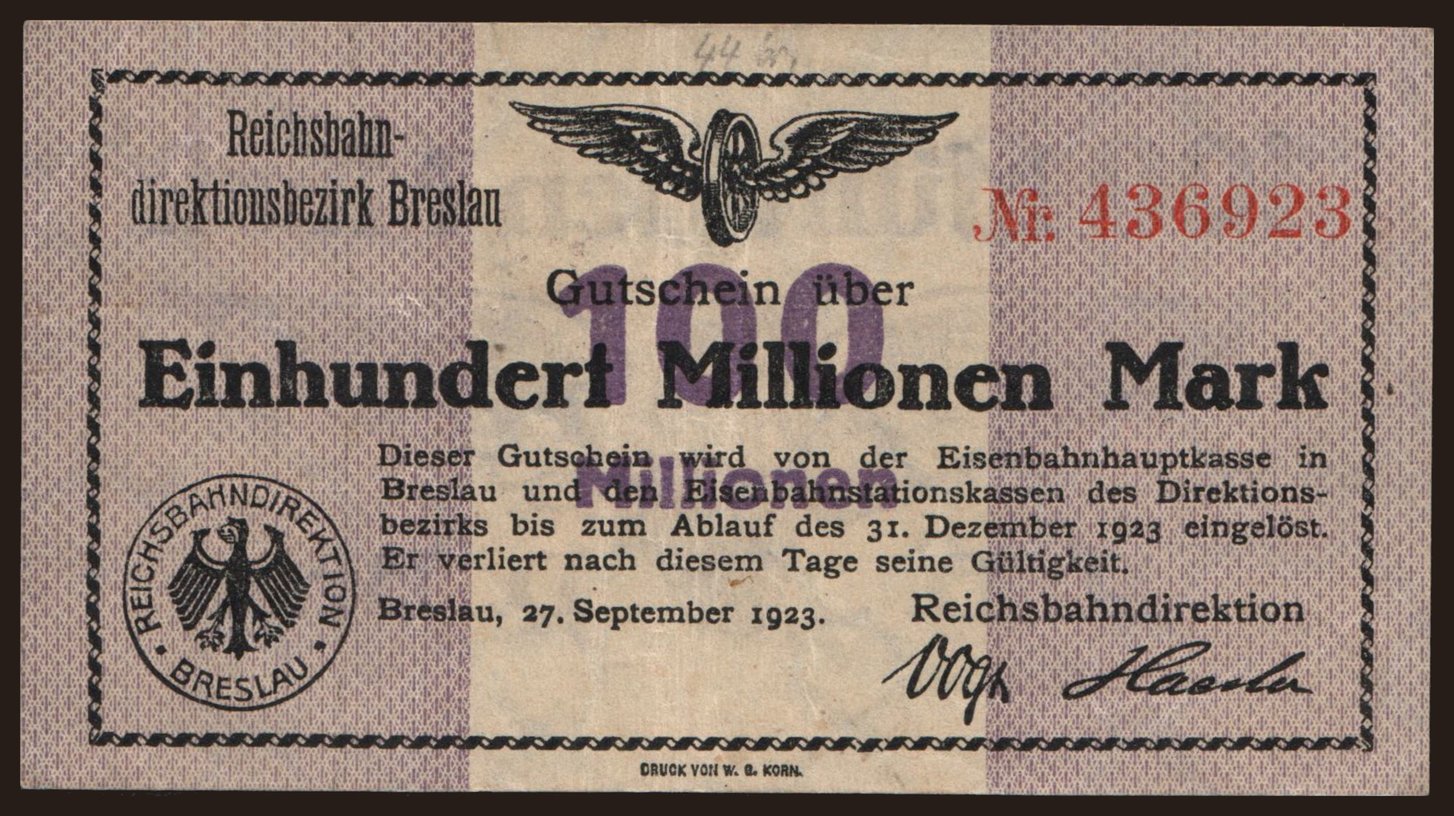 Reichsbahn-
direktionsbezirk Breslau
Nr. 436923
Gutschein über
100
Einhundert Millionen Mark
Millionen
Dieser Gutschein wird von der Eisenbahnhauptkasse in
Breslau und den Eisenbahnstationskassen des Direktions-
bezirks bis zum Ablauf des 31. Dezember 1923 eingelöst.
Er verliert nach diesem Tage seine Gültigkeit.
Breslau, 27. September 1923.
Reichsbahndirektion
REICHSBAHNDIREKTION
BRESLAU
DRUCK VON W. G. KORN.
44